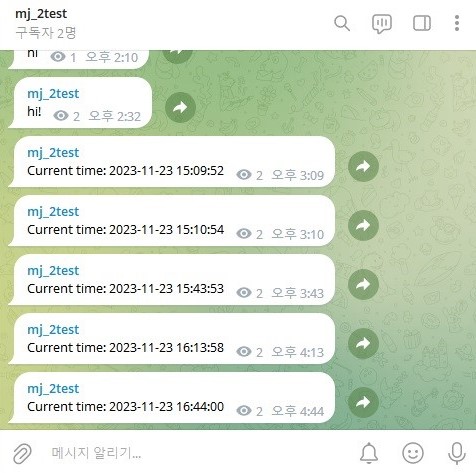 mj_2test
구독자 2명
hi 1 오후 2:10
mj_2test
hi! 2 오후 2:32
mj_2test
Current time: 2023-11-23 15:09:52 2 오후 3:09
mj_2test
Current time: 2023-11-23 15:10:54 2 오후 3:10
mj_2test
Current time: 2023-11-23 15:43:53 2 오후 3:43
mj_2test
Current time: 2023-11-23 16:13:58 2 오후 4:13
mj_2test
Current time: 2023-11-23 16:44:00 2 오후 4:44
메시지 알리기...